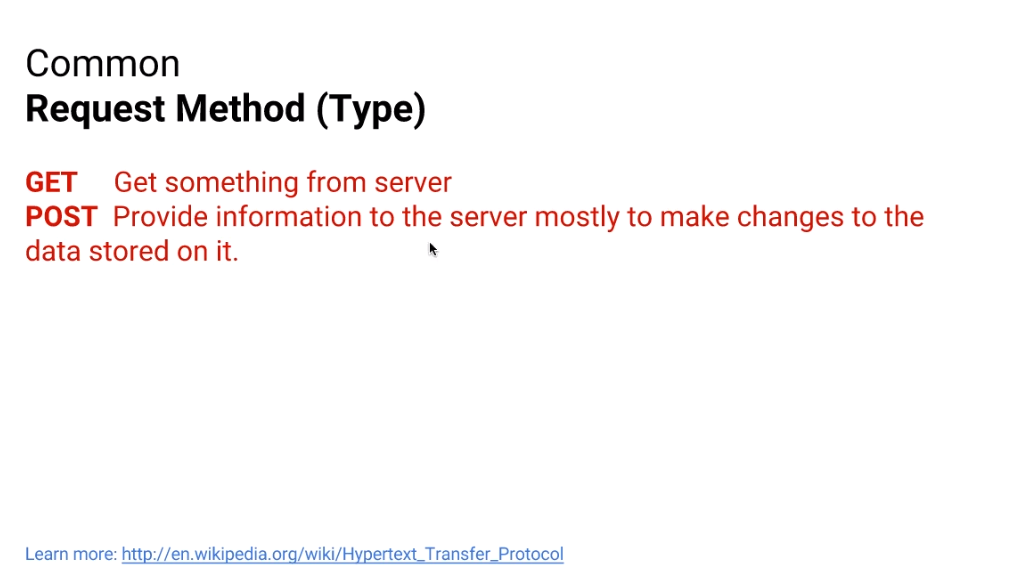 Common
Request Method (Type)
GET Get something from server
POST Provide information to the server mostly to make changes to the
data stored on it.
Learn more: http://en.wikipedia.org/wiki/Hypertext_Transfer_Protocol